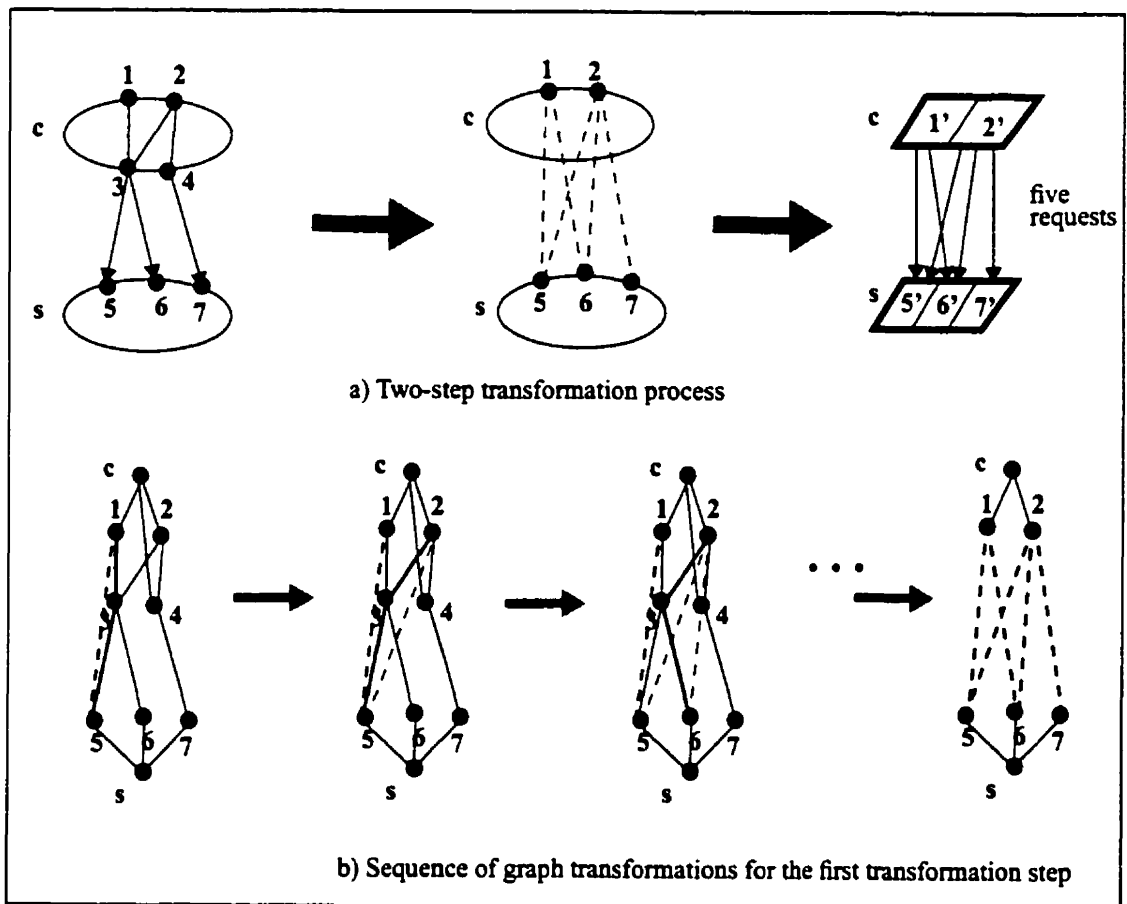 1 2
c
3 4
5 6 7
s
1 2
c
5 6 7
s
c
1' 2'
five
requests
s
5' 6' 7'
a) Two-step transformation process
c
1 2
4
5 6 7
s
c
1 2
4
5 6 7
s
c
1 2
4
5 6 7
s
• • •
c
1 2
5 6 7
s
b) Sequence of graph transformations for the first transformation step